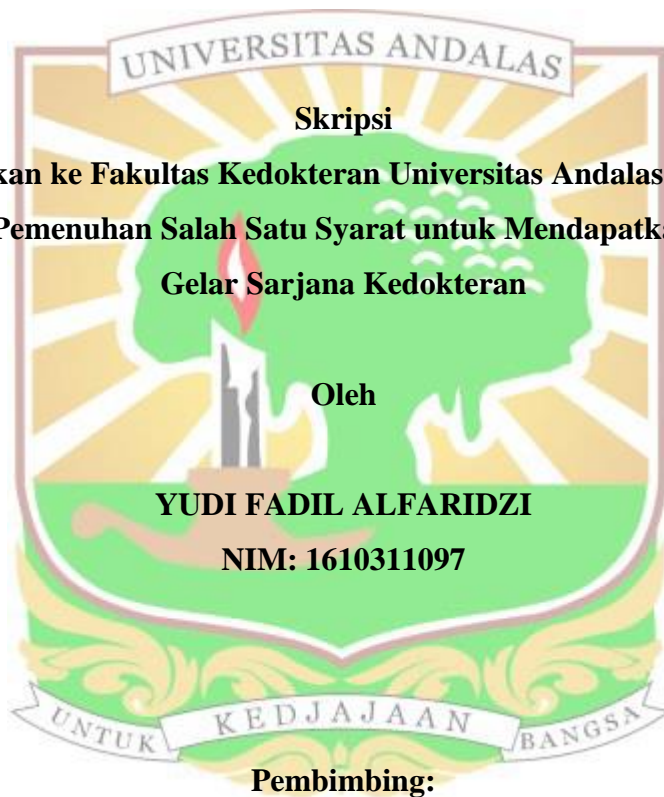 UNIVERSITAS ANDALAS
Skripsi
kan ke Fakultas Kedokteran Universitas Andalas
Pemenuhan Salah Satu Syarat untuk Mendapatka
Gelar Sarjana Kedokteran
Oleh
YUDI FADIL ALFARIDZI
NIM: 1610311097
UNTUK KEDJAJAAN BANGSA
Pembimbing: